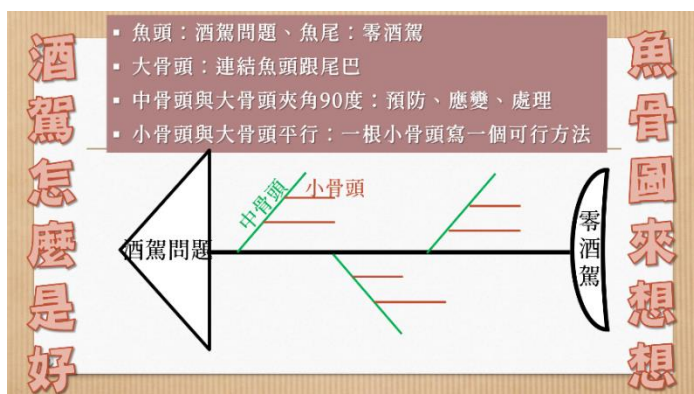 酒駕怎麼是好
▪ 魚頭：酒駕問題、魚尾：零酒駕
▪ 大骨頭：連結魚頭跟尾巴
▪ 中骨頭與大骨頭夾角90度：預防、應變、處理
▪ 小骨頭與大骨頭平行：一根小骨頭寫一個可行方法
魚骨圖來想想
中骨頭
小骨頭
酒駕問題
零酒駕